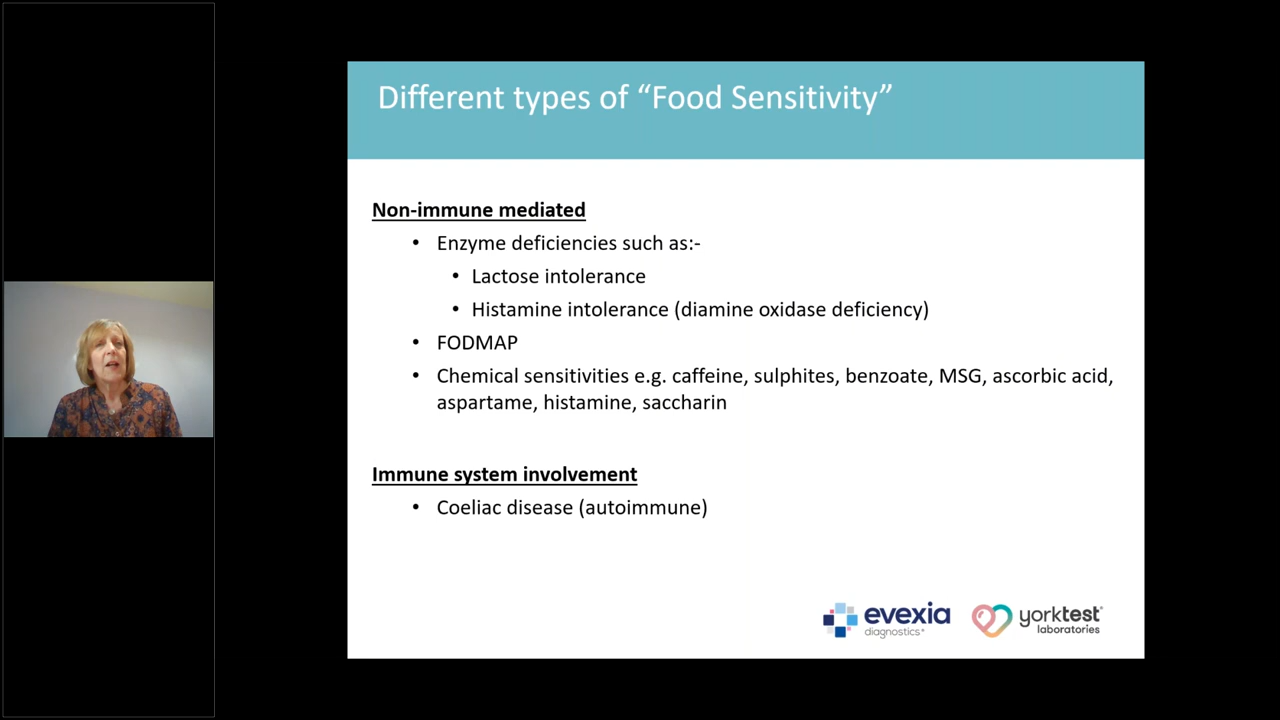 Different types of “Food Sensitivity”
Non-immune mediated
• Enzyme deficiencies such as:-
• Lactose intolerance
• Histamine intolerance (diamine oxidase deficiency)
• FODMAP
• Chemical sensitivities e.g. caffeine, sulphites, benzoate, MSG, ascorbic acid,
aspartame, histamine, saccharin
Immune system involvement
• Coeliac disease (autoimmune)
evexia
diagnostics
yorktest
laboratories